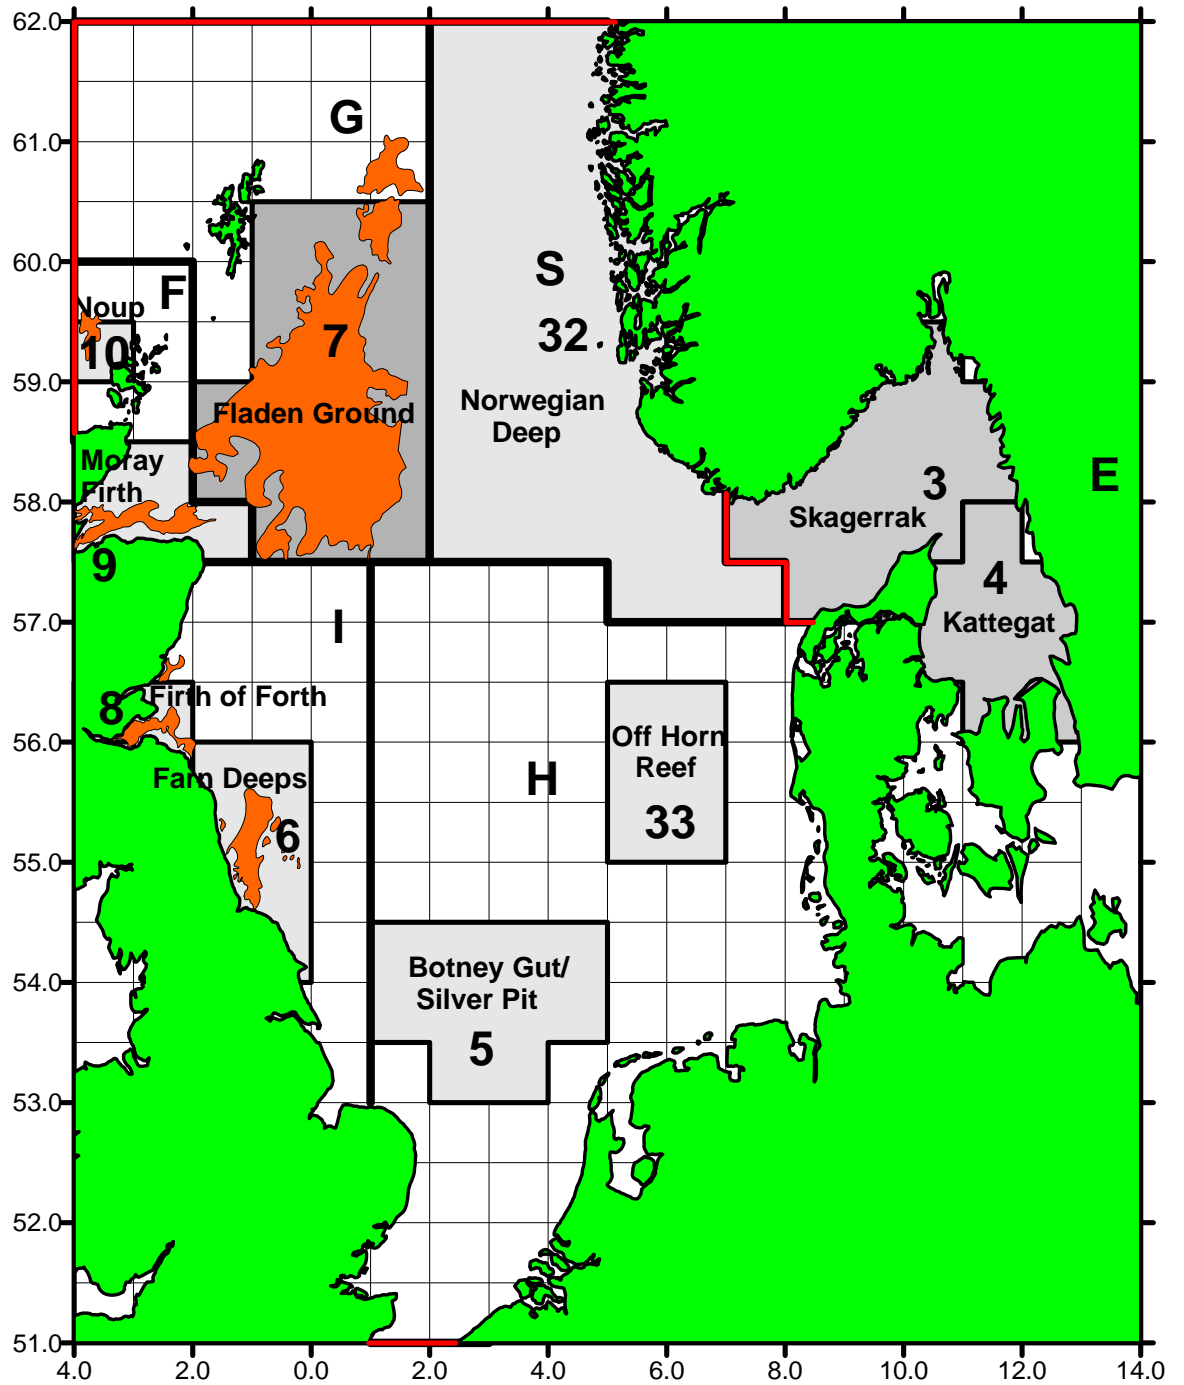 62.0
G
61.0
S
60.0
F
Noup
32
7
10
59.0
Norwegian
Deep
Fladen Ground
Moray
Firth
3
E
58.0
Skagerrak
9
4
57.0
I
Kattegat
Firth of Forth
8
Off Horn
Reef
56.0
Farn Deeps
H
33
6
55.0
Botney Gut/
Silver Pit
54.0
5
53.0
52.0
51.0
4.0 2.0 0.0 2.0 4.0 6.0 8.0 10.0 12.0 14.0